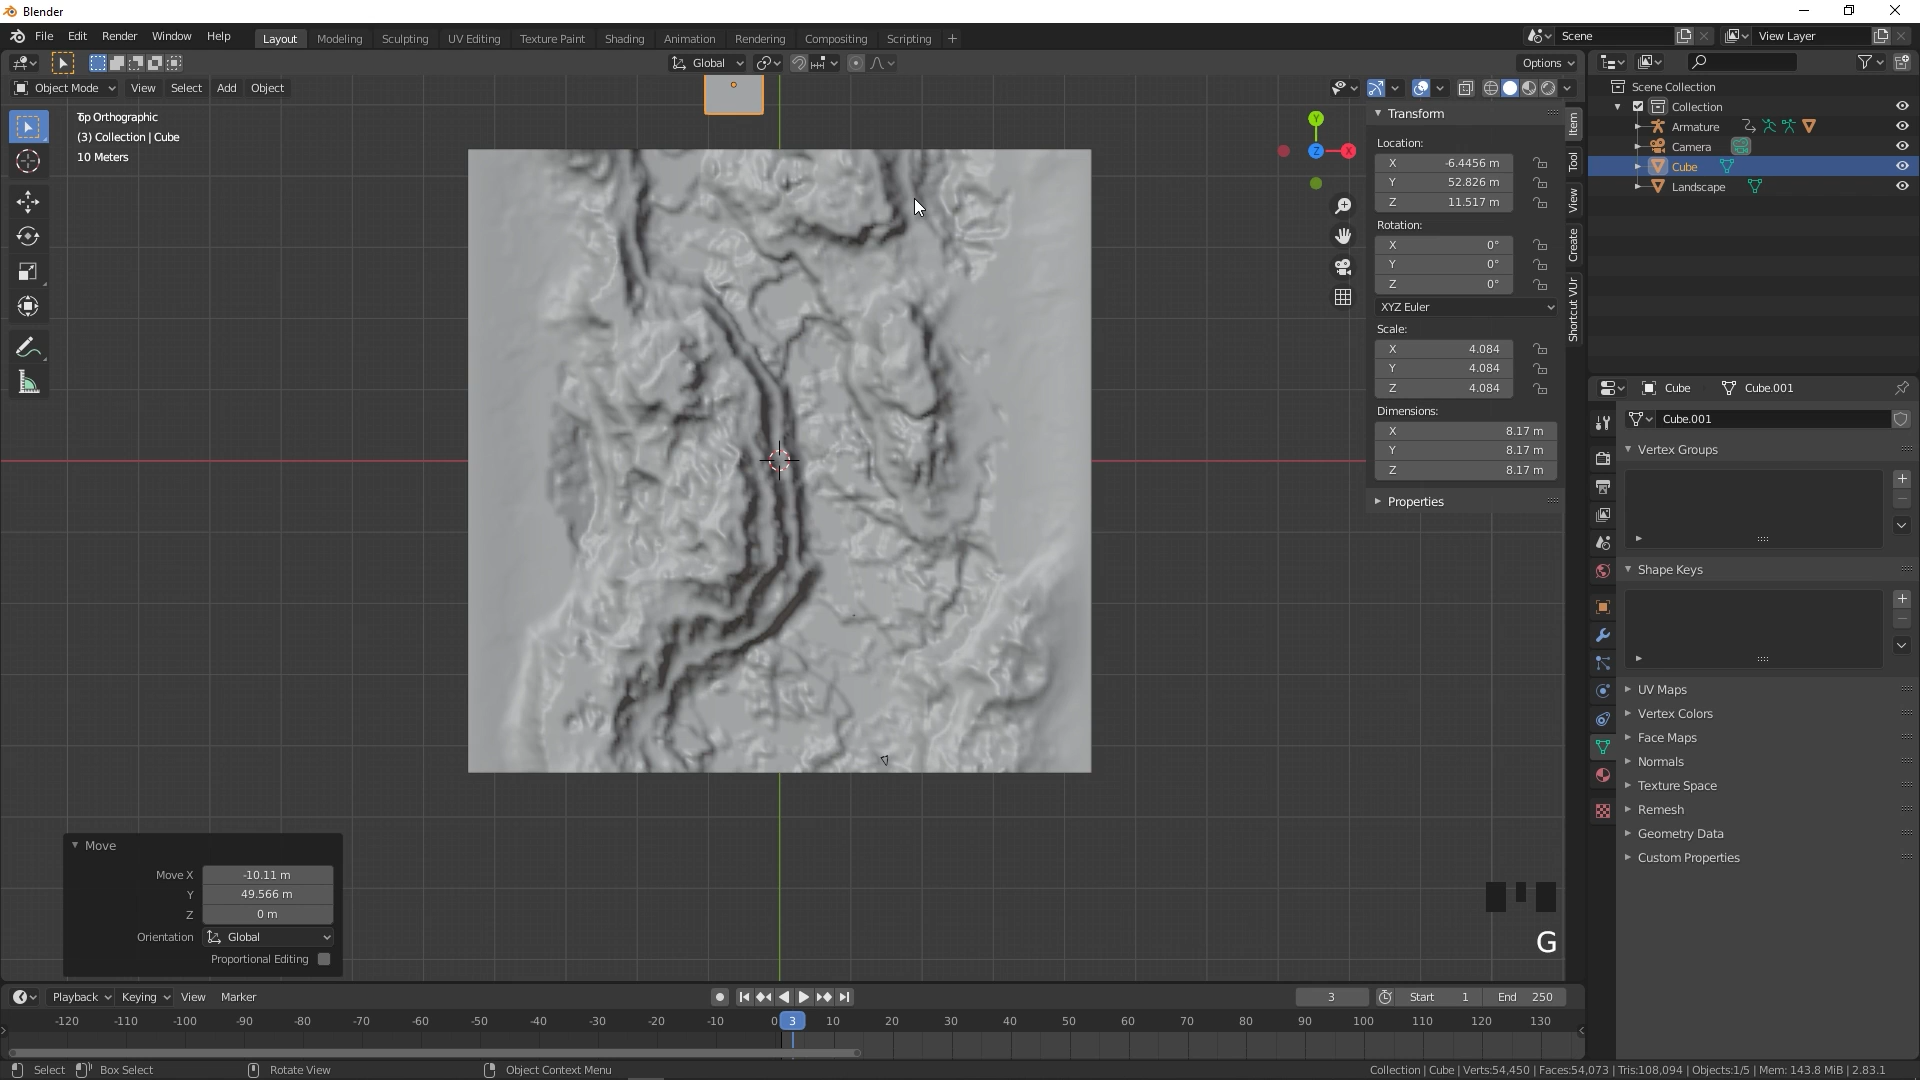 Blender
File Edit Render Window Help
Layout Modeling Sculpting UV Editing Texture Paint Shading Animation Rendering Compositing Scripting +
Scene
View Layer
Global
Options
Object Mode View Select Add Object
Top Orthographic
(3) Collection | Cube
10 Meters
Y
Z
X
Transform
Location:
X -6.4456 m
Y 52.826 m
Z 11.517 m
Rotation:
X 0°
Y 0°
Z 0°
XYZ Euler
Scale:
X 4.084
Y 4.084
Z 4.084
Dimensions:
X 8.17 m
Y 8.17 m
Z 8.17 m
Properties
Item
Tool
View
Create
Shortcut VUr
Scene Collection
Collection
Armature
Camera
Cube
Landscape
Cube Cube.001
Cube.001
Vertex Groups
Shape Keys
UV Maps
Vertex Colors
Face Maps
Normals
Texture Space
Remesh
Geometry Data
Custom Properties
Move
Move X -10.11 m
Y 49.566 m
Z 0 m
Orientation Global
Proportional Editing
G
Playback Keying View Marker
3 Start 1 End 250
-120 -110 -100 -90 -80 -70 -60 -50 -40 -30 -20 -10 0 3 10 20 30 40 50 60 70 80 90 100 110 120 130
Select Box Select Rotate View Object Context Menu
Collection | Cube | Verts:54,450 | Faces:54,073 | Tris:108,094 | Objects:1/5 | Mem: 143.8 MiB | 2.83.1